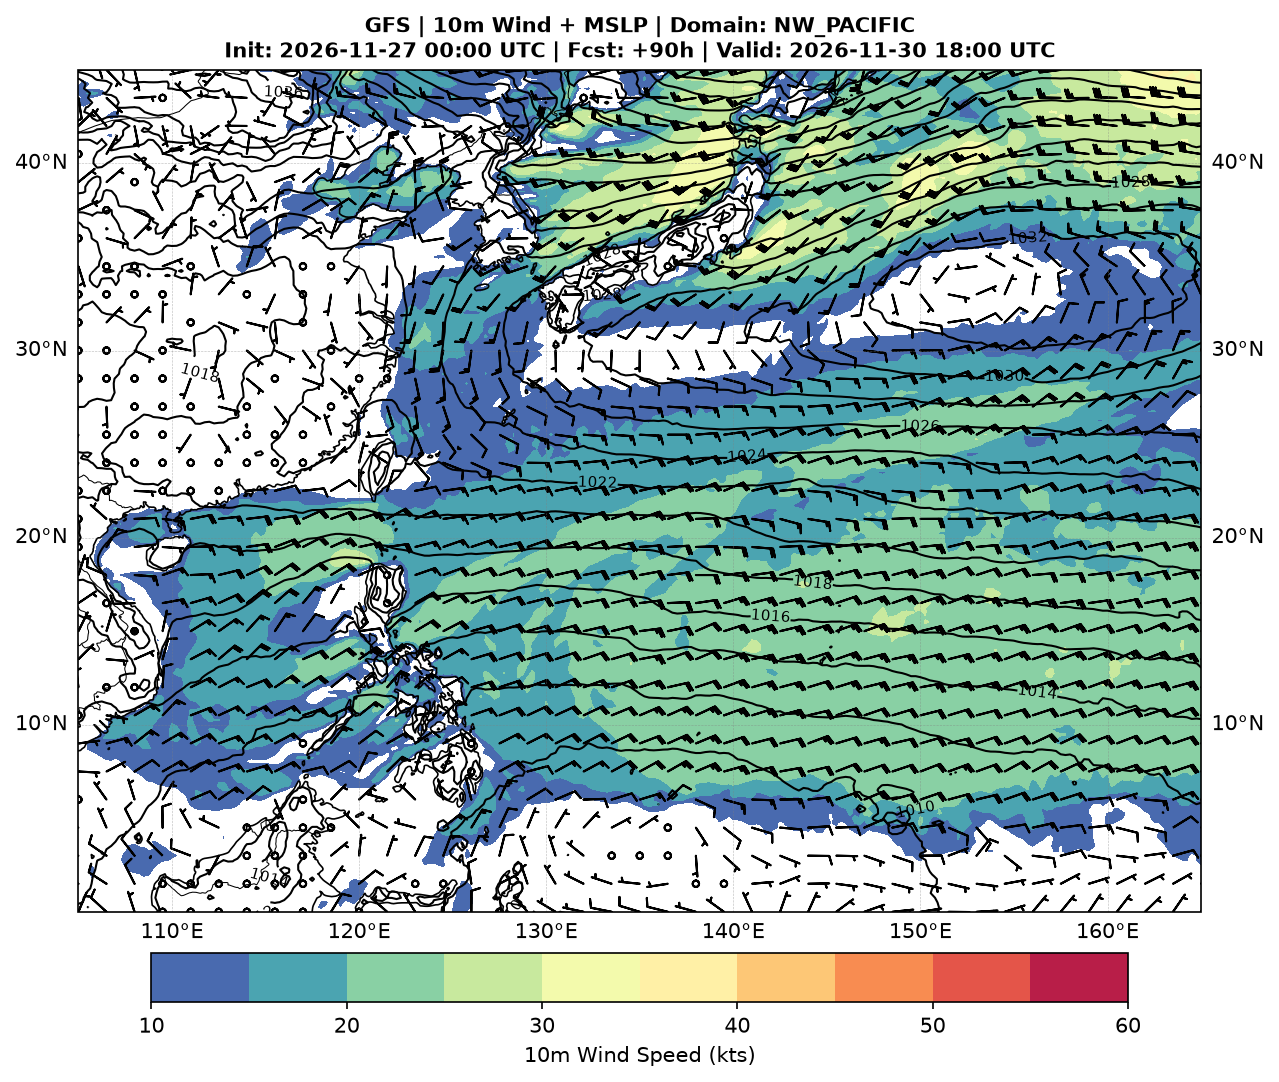 GFS | 10m Wind + MSLP | Domain: NW_PACIFIC
Init: 2026-11-27 00:00 UTC | Fcst: +90h | Valid: 2026-11-30 18:00 UTC
40°N
40°N
1028
1032
30°N
30°N
1018
1030
1026
1024
1022
20°N
20°N
1018
1016
1014
10°N
10°N
1010
110°E
120°E
130°E
140°E
150°E
160°E
10
20
30
40
50
60
10m Wind Speed (kts)